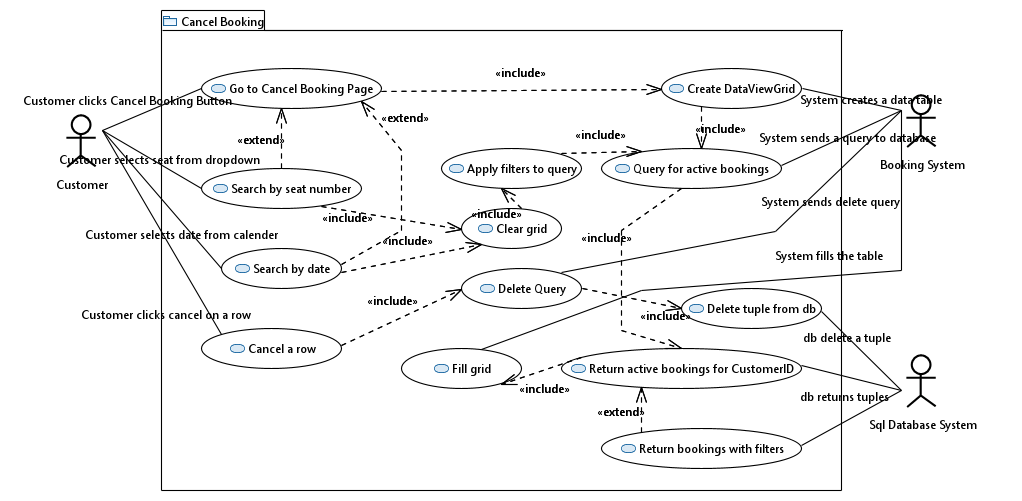 Cancel Booking
«include»
Go to Cancel Booking Page
Create DataViewGrid
Customer clicks Cancel Booking Button
System creates a data table
«extend»
«include»
«include»
System sends a query to database
«extend»
Customer selects seat from dropdown
Booking System
Apply filters to query
Query for active bookings
Customer
Search by seat number
System sends delete query
«include»
«include»
Clear grid
Customer selects date from calender
«include»
«include»
System fills the table
Search by date
Delete Query
«include»
Delete tuple from db
Customer clicks cancel on a row
«include»
db delete a tuple
Cancel a row
Fill grid
Return active bookings for CustomerID
«include»
db returns tuples
«extend»
Sql Database System
Return bookings with filters